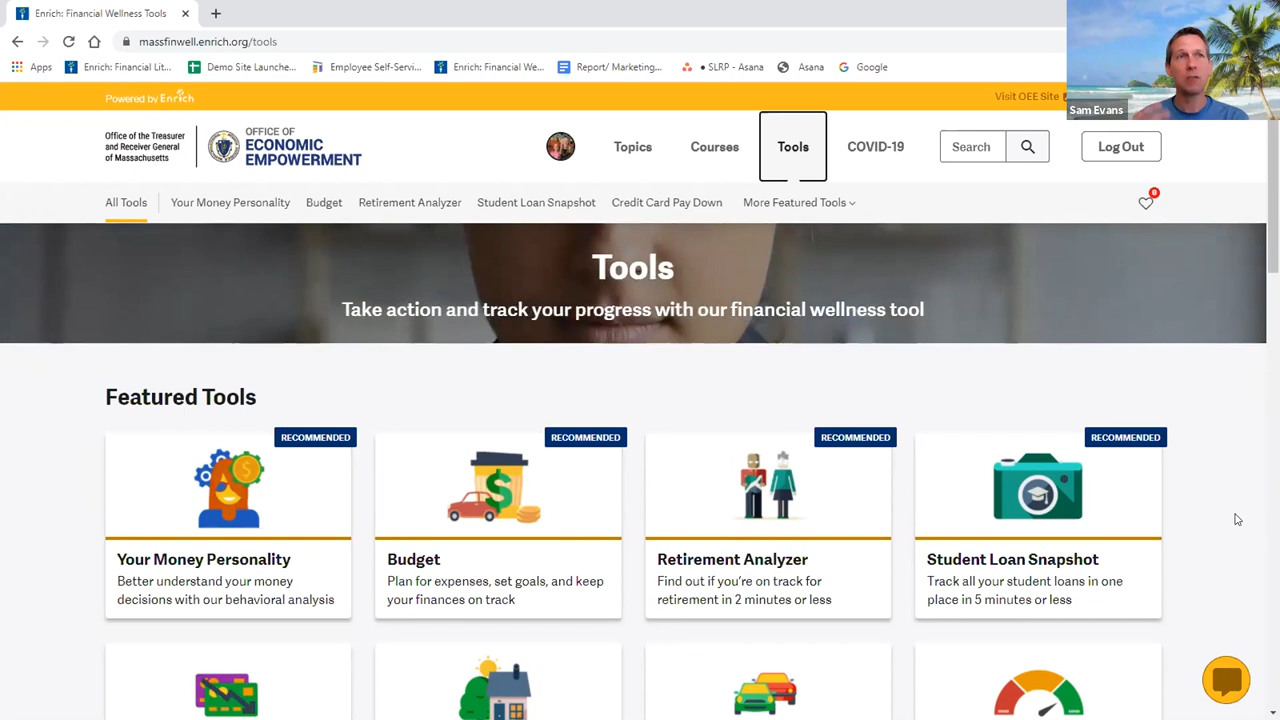 Enrich: Financial Wellness Tools
massfinwell.enrich.org/tools
Apps
Enrich: Financial Lit...
Demo Site Launche...
Employee Self-Servi...
Enrich: Financial We...
Report/ Marketing...
• SLRP - Asana
Asana
Google
Powered by Enrich
Visit OEE Site
Sam Evans
Office of the Treasurer
and Receiver General
of Massachusetts
OFFICE OF
ECONOMIC
EMPOWERMENT
Topics
Courses
Tools
COVID-19
Search
Log Out
All Tools
Your Money Personality
Budget
Retirement Analyzer
Student Loan Snapshot
Credit Card Pay Down
More Featured Tools
0
Tools
Take action and track your progress with our financial wellness tool
Featured Tools
RECOMMENDED
RECOMMENDED
RECOMMENDED
RECOMMENDED
Your Money Personality
Better understand your money
decisions with our behavioral analysis
Budget
Plan for expenses, set goals, and keep
your finances on track
Retirement Analyzer
Find out if you're on track for
retirement in 2 minutes or less
Student Loan Snapshot
Track all your student loans in one
place in 5 minutes or less